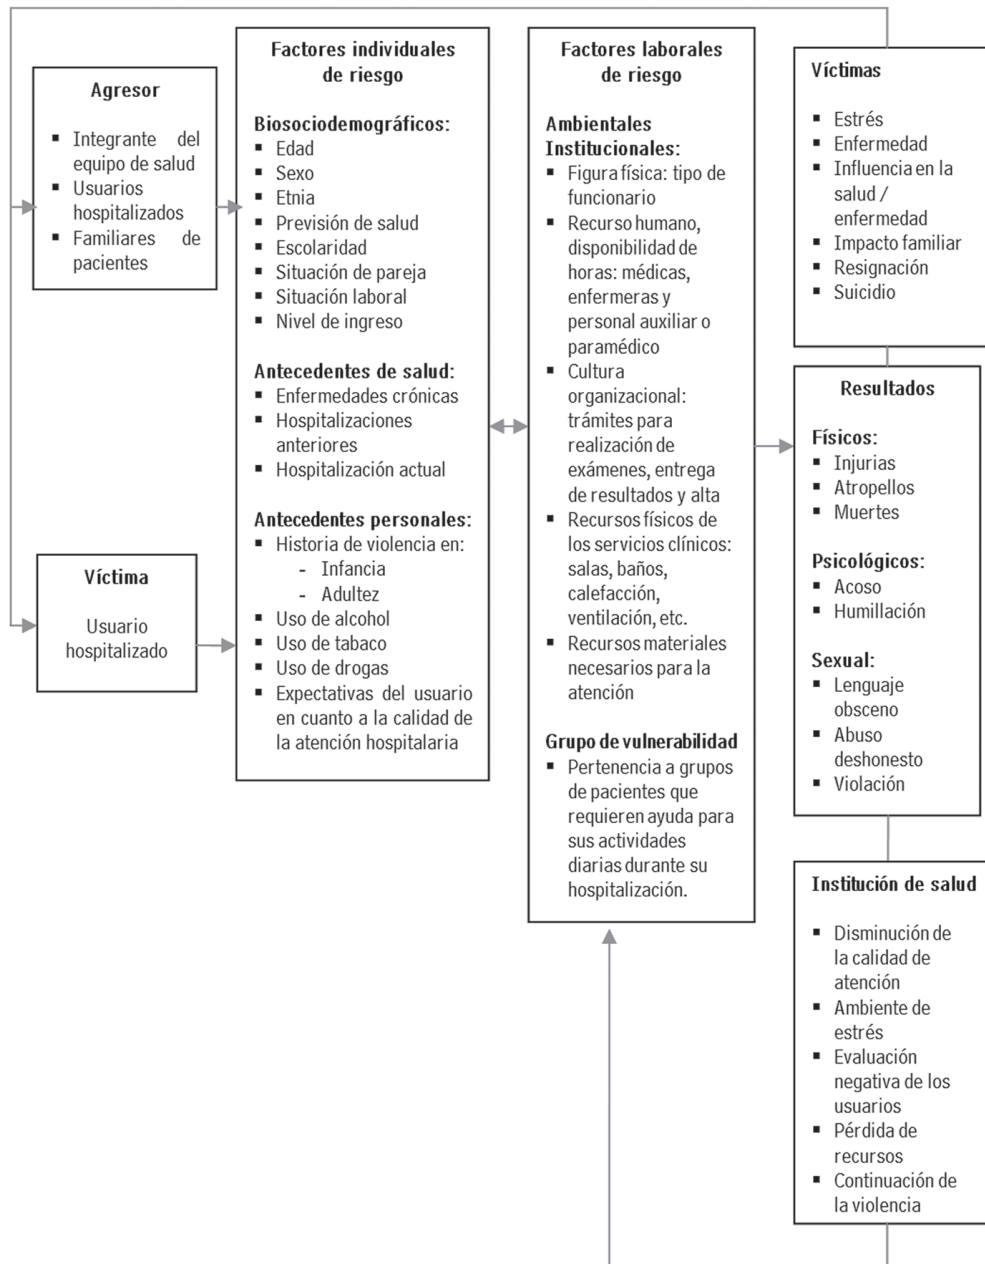 Agresor
▪ Integrante del
equipo de salud
▪ Usuarios
hospitalizados
▪ Familiares de
pacientes
Víctima
Usuario
hospitalizado
Factores individuales
de riesgo
Biosociodemográficos:
▪ Edad
▪ Sexo
▪ Etnia
▪ Previsión de salud
▪ Escolaridad
▪ Situación de pareja
▪ Situación laboral
▪ Nivel de ingreso
Antecedentes de salud:
▪ Enfermedades crónicas
▪ Hospitalizaciones
anteriores
▪ Hospitalización actual
Antecedentes personales:
▪ Historia de violencia en:
- Infancia
- Adultez
▪ Uso de alcohol
▪ Uso de tabaco
▪ Uso de drogas
▪ Expectativas del usuario
en cuanto a la calidad de
la atención hospitalaria
Factores laborales
de riesgo
Ambientales
Institucionales:
▪ Figura física: tipo de
funcionario
▪ Recurso humano,
disponibilidad de
horas: médicas,
enfermeras y
personal auxiliar o
paramédico
▪ Cultura
organizacional:
trámites para
realización de
exámenes, entrega
de resultados y alta
▪ Recursos físicos de
los servicios clínicos:
salas, baños,
calefacción,
ventilación, etc.
▪ Recursos materiales
necesarios para la
atención
Grupo de vulnerabilidad
▪ Pertenencia a grupos
de pacientes que
requieren ayuda para
sus actividades
diarias durante su
hospitalización.
Víctimas
▪ Estrés
▪ Enfermedad
▪ Influencia en la
salud /
enfermedad
▪ Impacto familiar
▪ Resignación
▪ Suicidio
Resultados
Físicos:
▪ Injurias
▪ Atropellos
▪ Muertes
Psicológicos:
▪ Acoso
▪ Humillación
Sexual:
▪ Lenguaje
obsceno
▪ Abuso
deshonesto
▪ Violación
Institución de salud
▪ Disminución de
la calidad de
atención
▪ Ambiente de
estrés
▪ Evaluación
negativa de los
usuarios
▪ Pérdida de
recursos
▪ Continuación de
la violencia